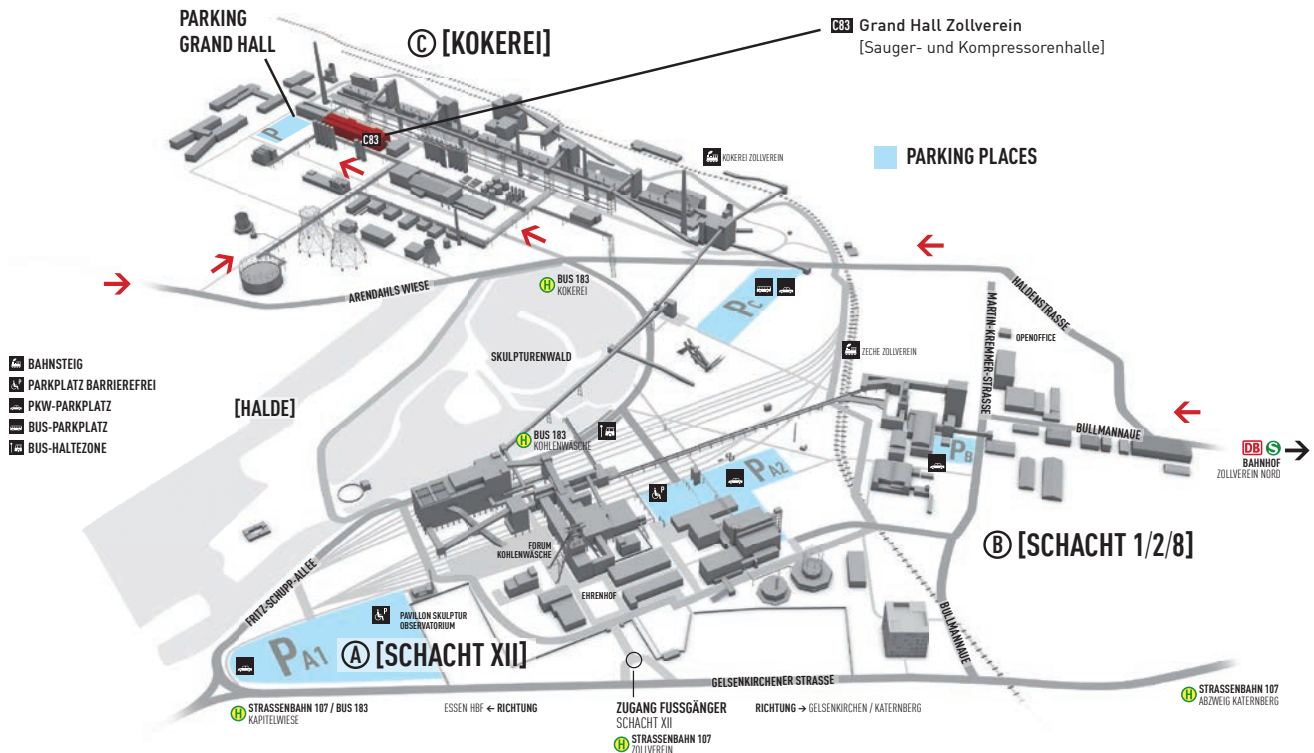 PARKING
GRAND HALL
Ⓒ [KOKEREI]
C83 Grand Hall Zollverein
[Sauger- und Kompressorenhalle]
P
C83
KOKEREI ZOLLVEREIN
PARKING PLACES
ARENDAHLS WIESE
H BUS 183
KOKEREI
PC
HALDENSTRASSE
MARTIN-KREMMER-STRASSE
OPENOFFICE
SKULPTURENWALD
ZECHE ZOLLVEREIN
BAHNSTEIG
PARKPLATZ BARRIEREFREI
PKW-PARKPLATZ
BUS-PARKPLATZ
BUS-HALTEZONE
[HALDE]
H BUS 183
KOHLENWÄSCHE
BULLMANNAUE
PB
DB S
BAHNHOF
ZOLLVEREIN NORD
P
PA2
Ⓑ [SCHACHT 1/2/8]
FORUM
KOHLENWÄSCHE
EHRENHOF
FRITZ-SCHUPP-ALLEE
P
PAVILLON SKULPTUR
OBSERVATORIUM
BULLMANNAUE
PA1
Ⓐ [SCHACHT XII]
GELSENKIRCHENER STRASSE
H STRASSENBAHN 107 / BUS 183
KAPITELWIESE
ESSEN HBF ← RICHTUNG
ZUGANG FUSSGÄNGER
SCHACHT XII
H STRASSENBAHN 107
ZOLLVEREIN
RICHTUNG → GELSENKIRCHEN / KATERNBERG
H STRASSENBAHN 107
ABZWEIG KATERNBERG